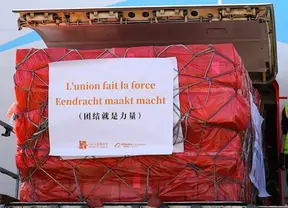 L'union fait la force
Eendracht maakt macht
（团结就是力量）